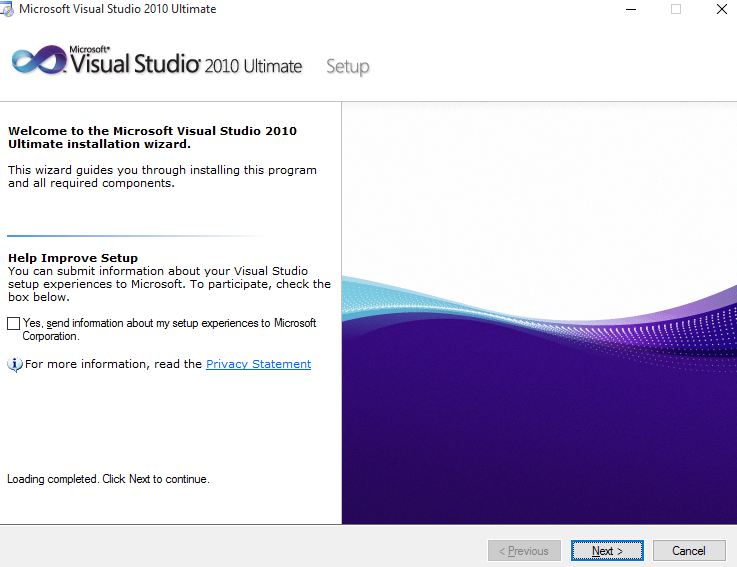 Microsoft Visual Studio 2010 Ultimate
Microsoft®
Visual Studio® 2010 Ultimate Setup
Welcome to the Microsoft Visual Studio 2010
Ultimate installation wizard.
This wizard guides you through installing this program
and all required components.
Help Improve Setup
You can submit information about your Visual Studio
setup experiences to Microsoft. To participate, check the
box below.
Yes, send information about my setup experiences to Microsoft
Corporation.
For more information, read the Privacy Statement
Loading completed. Click Next to continue.
< Previous
Next >
Cancel